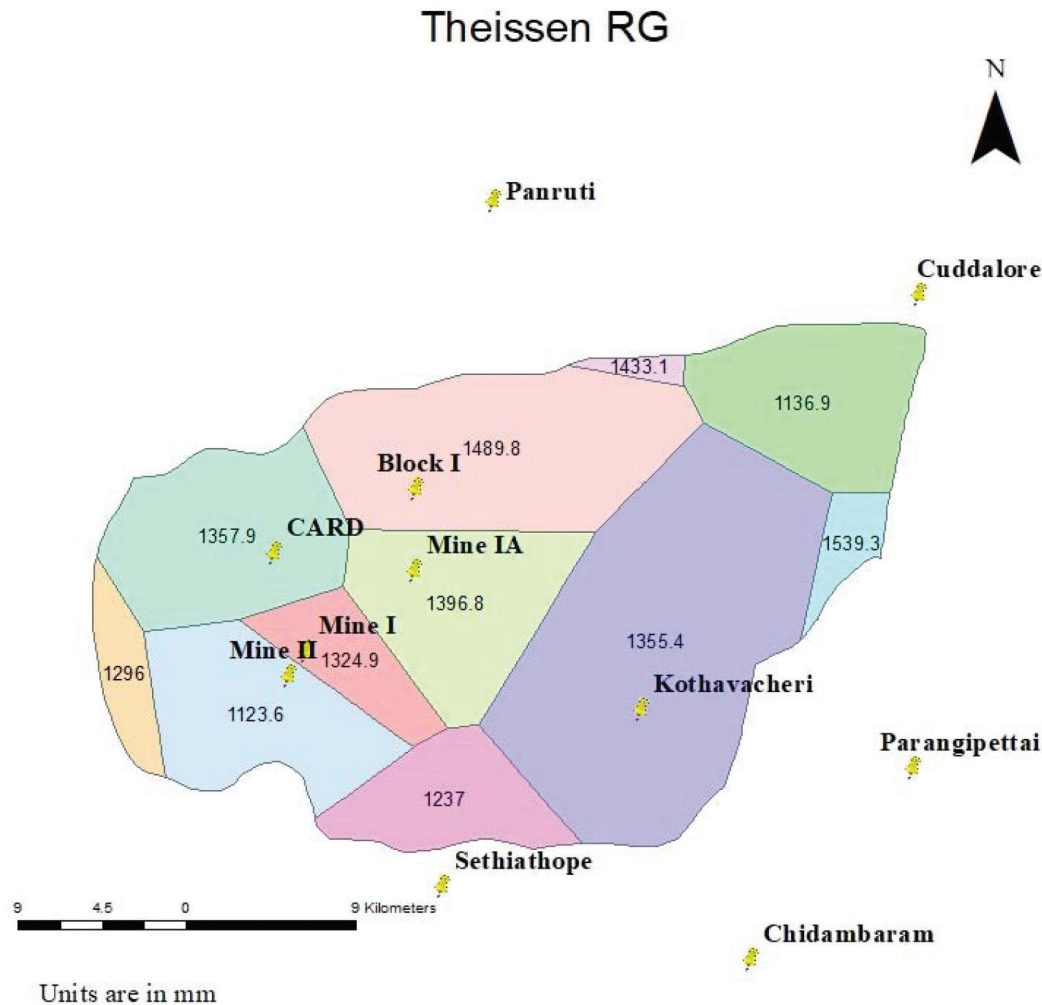 Theissen RG
N
Panruti
Cuddalore
1433.1
1136.9
1489.8
Block I
CARD
1357.9
Mine IA
1539.3
1396.8
Mine I
1355.4
Mine II
1324.9
1296
Kothavacheri
1123.6
Parangipettai
1237
Sethiathope
9 4.5 0 9 Kilometers
Chidambaram
Units are in mm